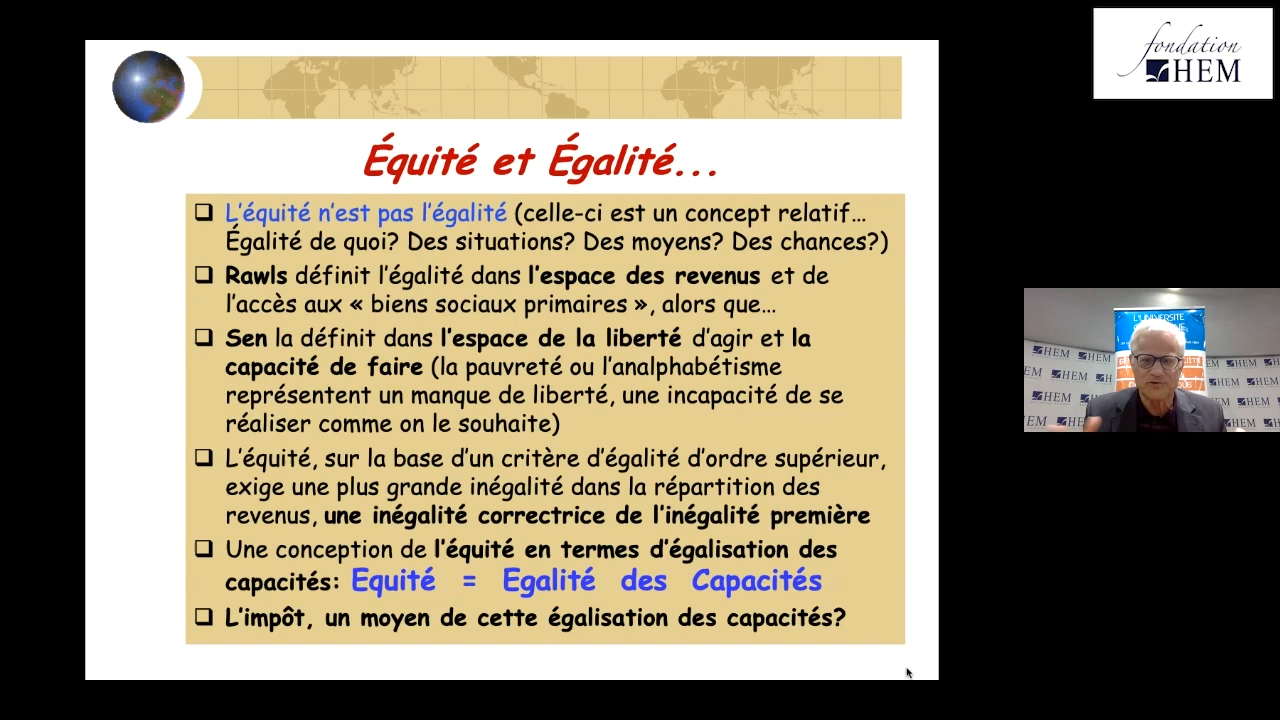 fondation
HEM
Équité et Égalité...
❑ L'équité n'est pas l'égalité (celle-ci est un concept relatif…
Égalité de quoi? Des situations? Des moyens? Des chances?)
❑ Rawls définit l'égalité dans l'espace des revenus et de
l'accès aux « biens sociaux primaires », alors que…
❑ Sen la définit dans l'espace de la liberté d'agir et la
capacité de faire (la pauvreté ou l'analphabétisme
représentent un manque de liberté, une incapacité de se
réaliser comme on le souhaite)
❑ L'équité, sur la base d'un critère d'égalité d'ordre supérieur,
exige une plus grande inégalité dans la répartition des
revenus, une inégalité correctrice de l'inégalité première
❑ Une conception de l'équité en termes d'égalisation des
capacités: Equité = Egalité des Capacités
❑ L'impôt, un moyen de cette égalisation des capacités?
L'UNIVERSITÉ
HEM
HEM
HEM
HEM
HEM
HEM